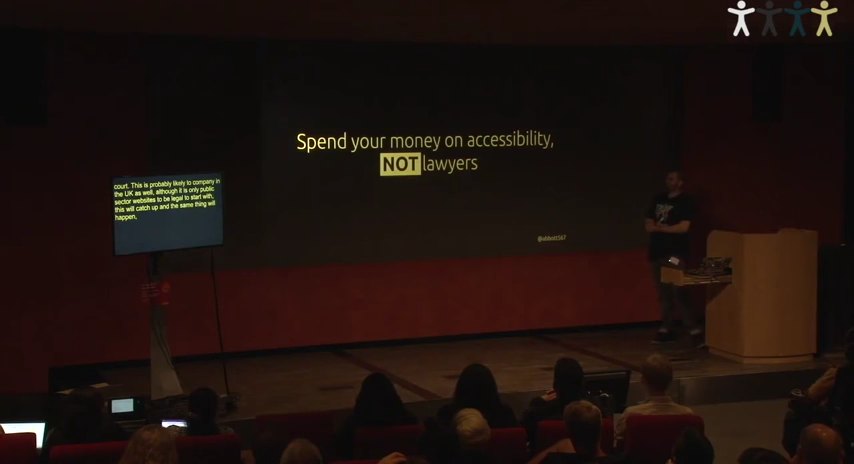 Spend your money on accessibility,
NOT lawyers
court. This is probably likely to company in
the UK as well, although it is only public
sector websites to be legal to start with,
this will catch up and the same thing will
happen,
@abbott567